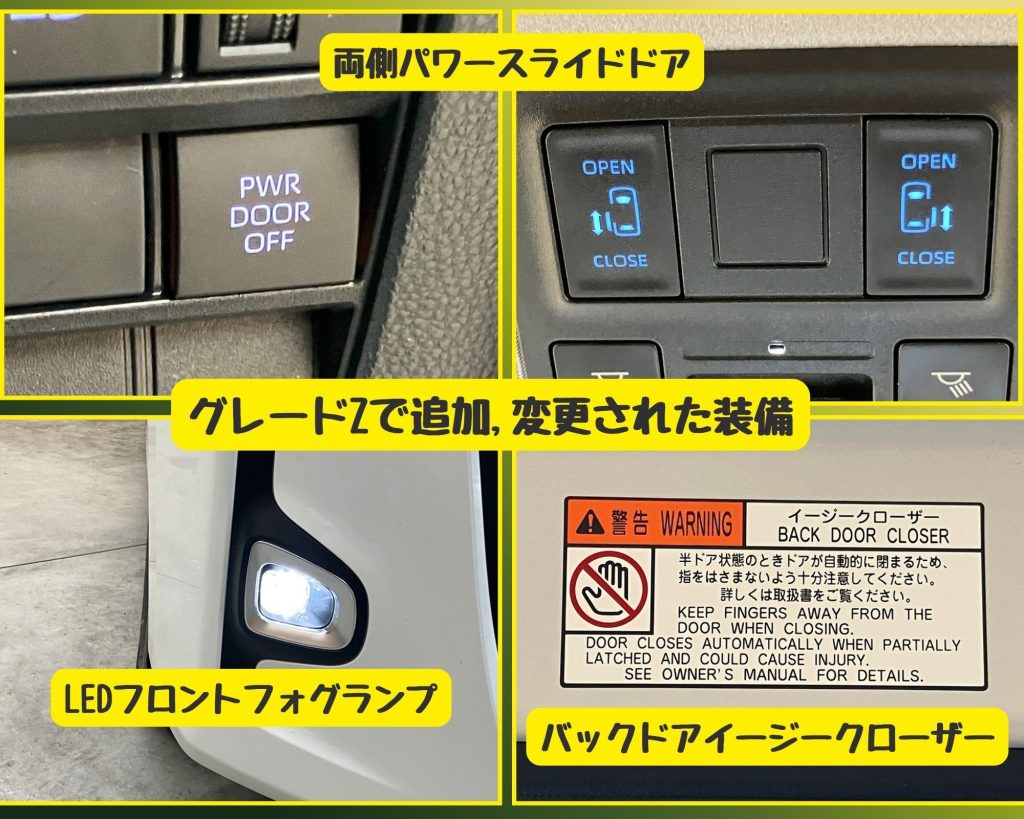 両側パワースライドドア
PWR
DOOR
OFF
OPEN
CLOSE
OPEN
CLOSE
グレードZで追加,変更された装備
LEDフロントフォグランプ
警告 WARNING
イージークローザー
BACK DOOR CLOSER
半ドア状態のときドアが自動的に閉まるため、
指をはさまないよう十分注意してください。
詳しくは取扱書をご覧ください。
KEEP FINGERS AWAY FROM THE
DOOR WHEN CLOSING.
DOOR CLOSES AUTOMATICALLY WHEN PARTIALLY
LATCHED AND COULD CAUSE INJURY.
SEE OWNER'S MANUAL FOR DETAILS.
バックドアイージークローザー